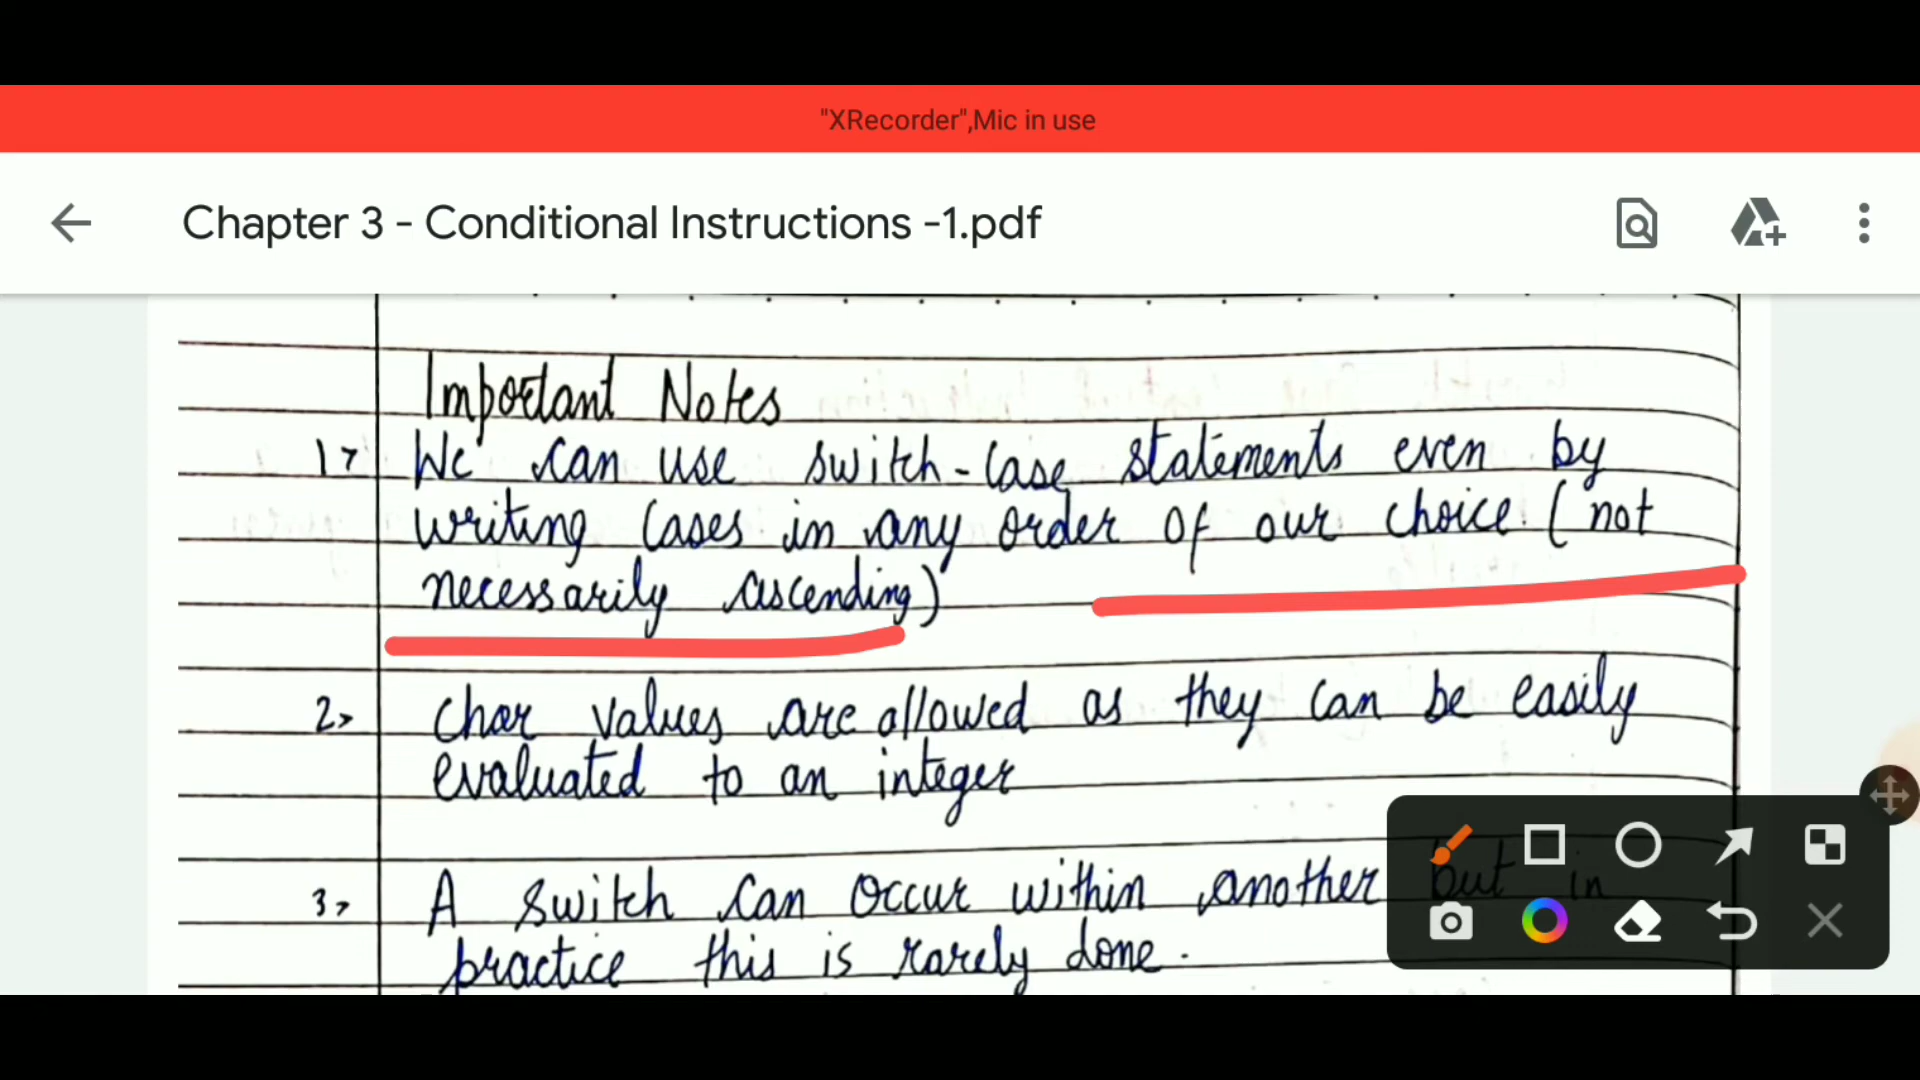 "XRecorder",Mic in use
Chapter 3 - Conditional Instructions -1.pdf
Important Notes
1> We can use switch-case statements even by
writing cases in any order of our choice (not
necessarily ascending)
2> char values are allowed as they can be easily
evaluated to an integer
3> A switch can occur within another but in
practice this is rarely done.